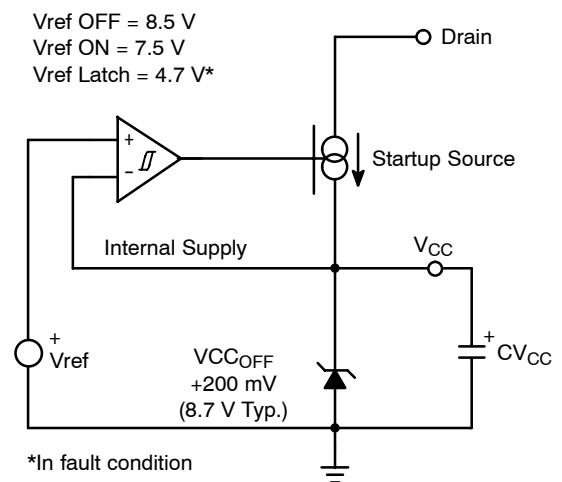 Vref OFF = 8.5 V
Vref ON = 7.5 V
Vref Latch = 4.7 V*
Drain
+
-
Startup Source
Internal Supply
VCC
+
Vref
VCCOFF
+200 mV
(8.7 V Typ.)
+
CVCC
*In fault condition